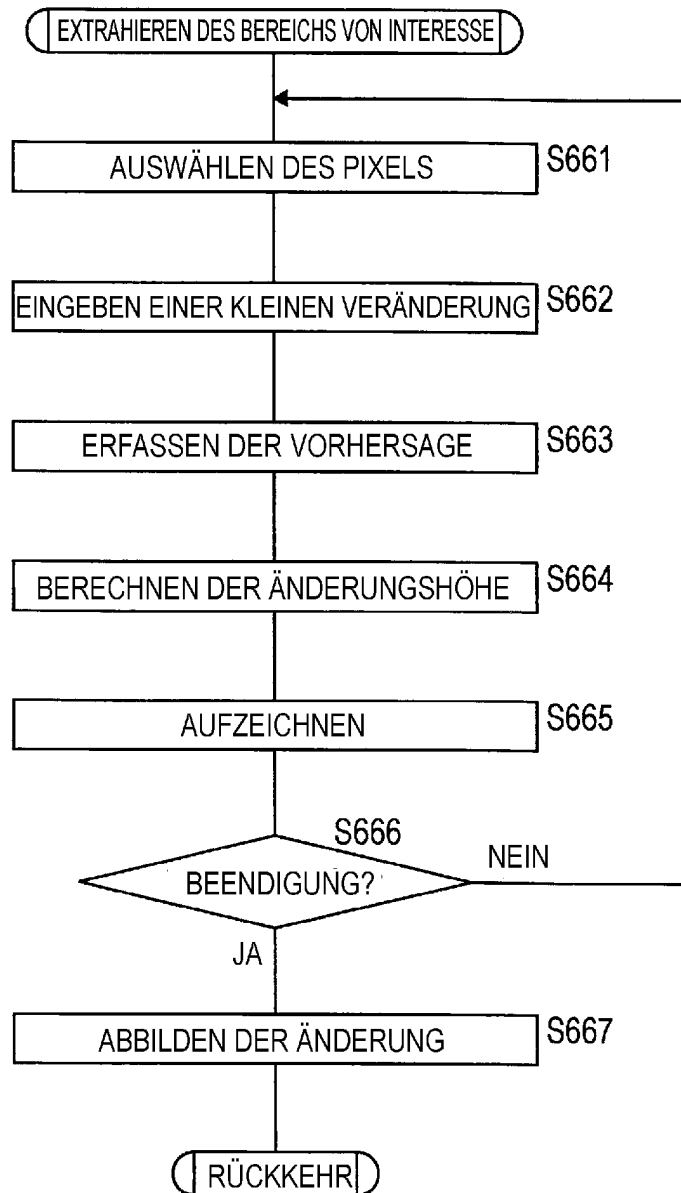 EXTRAHIEREN DES BEREICHS VON INTERESSE
AUSWÄHLEN DES PIXELS S661
EINGEBEN EINER KLEINEN VERÄNDERUNG S662
ERFASSEN DER VORHERSAGE S663
BERECHNEN DER ÄNDERUNGSHÖHE S664
AUFZEICHNEN S665
S666
BEENDIGUNG? NEIN
JA
ABBILDEN DER ÄNDERUNG S667
RÜCKKEHR